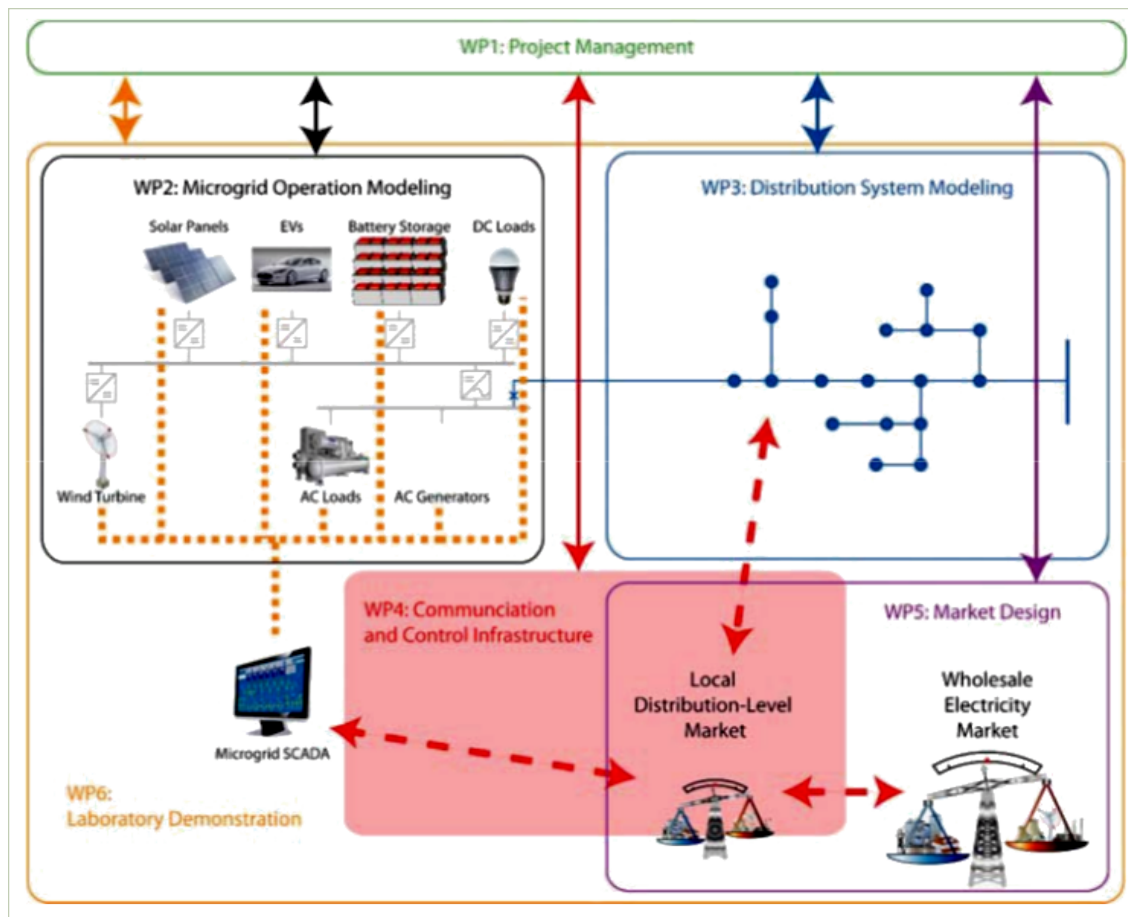 WP1: Project Management
WP2: Microgrid Operation Modeling
Solar Panels
EVs
Battery Storage
DC Loads
Wind Turbine
AC Loads
AC Generators
WP3: Distribution System Modeling
WP4: Communciation
and Control Infrastructure
WP5: Market Design
Local
Distribution-Level
Market
Wholesale
Electricity
Market
Microgrid SCADA
WP6:
Laboratory Demonstration